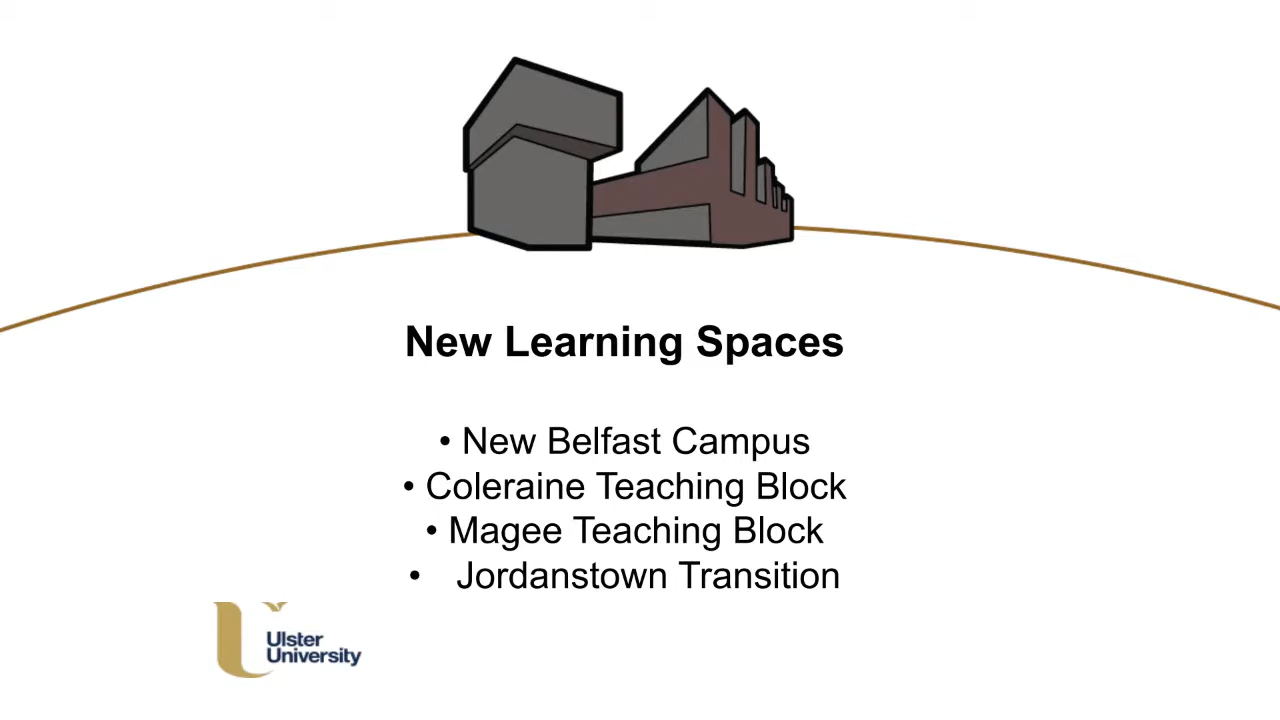 New Learning Spaces
• New Belfast Campus
• Coleraine Teaching Block
• Magee Teaching Block
• Jordanstown Transition
Ulster
University